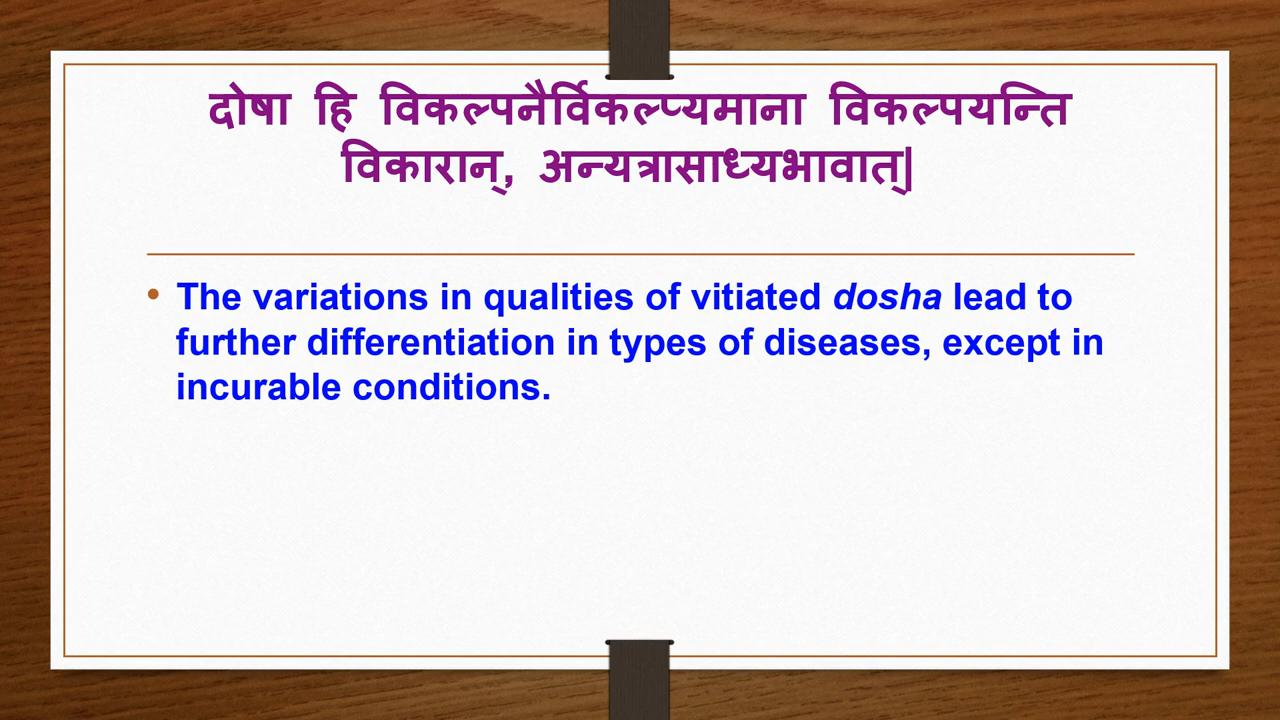 दोषा हि विकल्पनैर्विकल्प्यमाना विकल्पयन्ति
विकारान्, अन्यत्रासाध्यभावात्|
• The variations in qualities of vitiated dosha lead to
further differentiation in types of diseases, except in
incurable conditions.